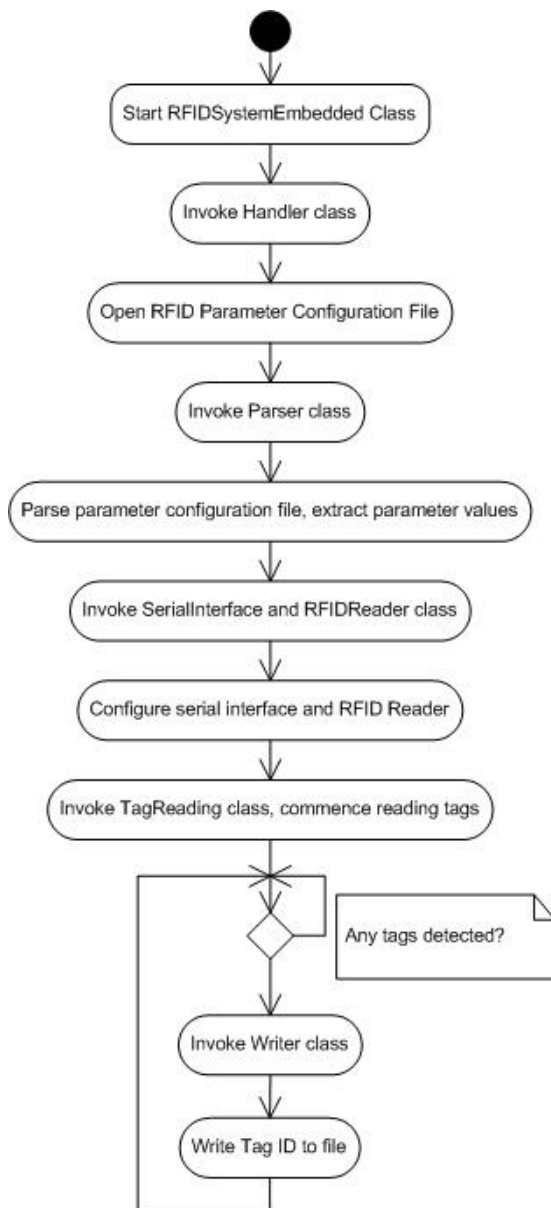 Start RFIDSystemEmbedded Class
Invoke Handler class
Open RFID Parameter Configuration File
Invoke Parser class
Parse parameter configuration file, extract parameter values
Invoke SerialInterface and RFIDReader class
Configure serial interface and RFID Reader
Invoke TagReading class, commence reading tags
Any tags detected?
Invoke Writer class
Write Tag ID to file